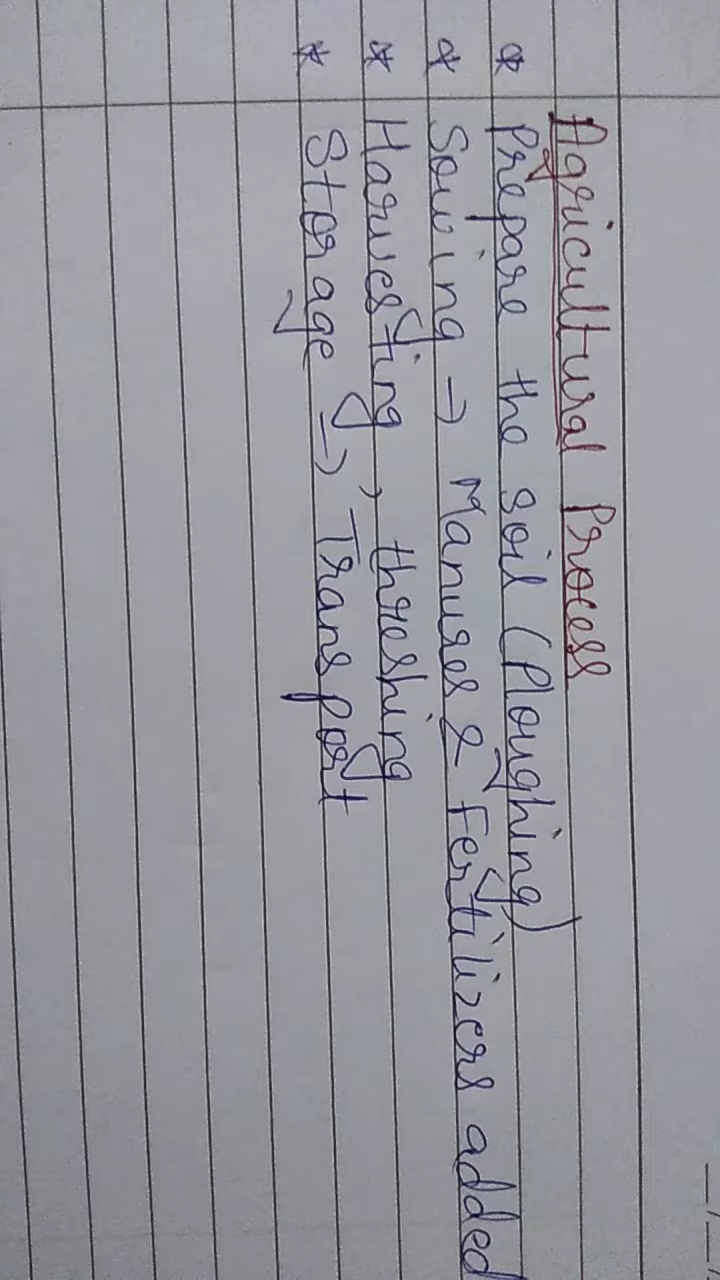 Agricultural Process
* Prepare the soil (Ploughing)
* Sowing → Manures & Fertilizers added
* Harvesting, threshing
* Storage → Transport